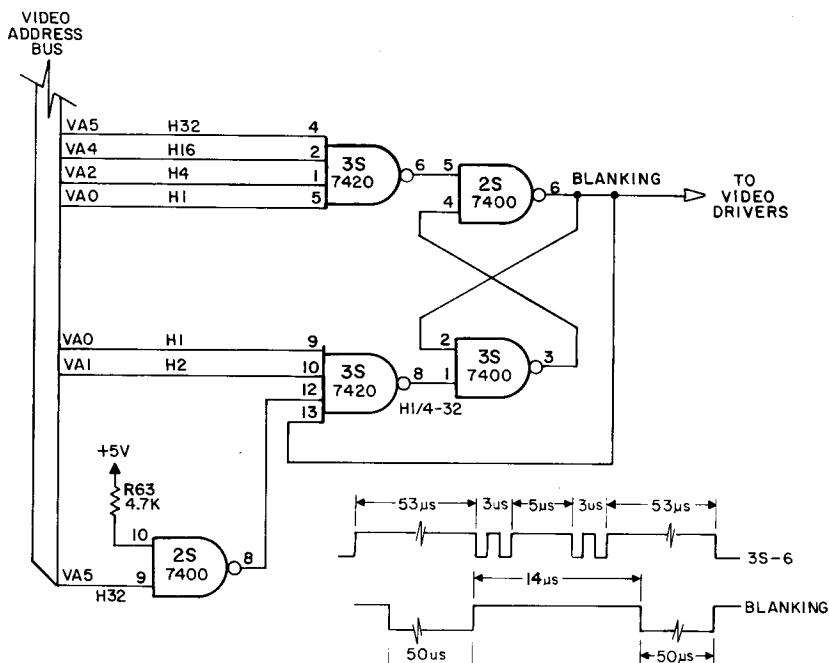 VIDEO
ADDRESS
BUS
VA5 H32 4
VA4 H16 2
VA2 H4 1
VA0 H1 5
3S
7420
6
5
4
2S
7400
6
BLANKING
TO
VIDEO
DRIVERS
VA0 H1 9
VA1 H2 10
12
13
3S
7420
8
H1/4-32
2
1
3S
7400
3
+5V
R63
4.7K
10
VA5 9
H32
2S
7400
8
53µs 3us 5µs 3us 53µs
3S-6
14µs
BLANKING
50us 50µs